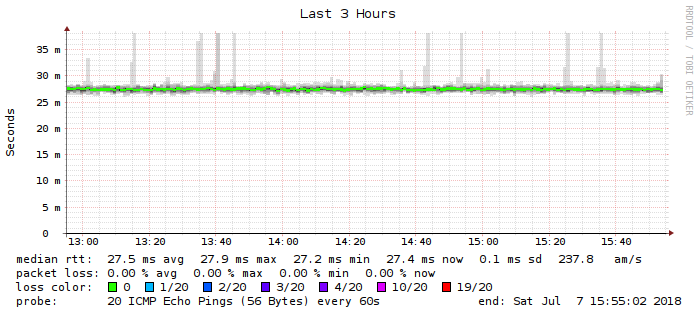 Last 3 Hours
RRDTOOL / TOBI OETIKER
Seconds
35 m
30 m
25 m
20 m
15 m
10 m
5 m
0
13:00 13:20 13:40 14:00 14:20 14:40 15:00 15:20 15:40
median rtt: 27.5 ms avg 27.9 ms max 27.2 ms min 27.4 ms now 0.1 ms sd 237.8 am/s
packet loss: 0.00 % avg 0.00 % max 0.00 % min 0.00 % now
loss color: 0 1/20 2/20 3/20 4/20 10/20 19/20
probe: 20 ICMP Echo Pings (56 Bytes) every 60s end: Sat Jul 7 15:55:02 2018